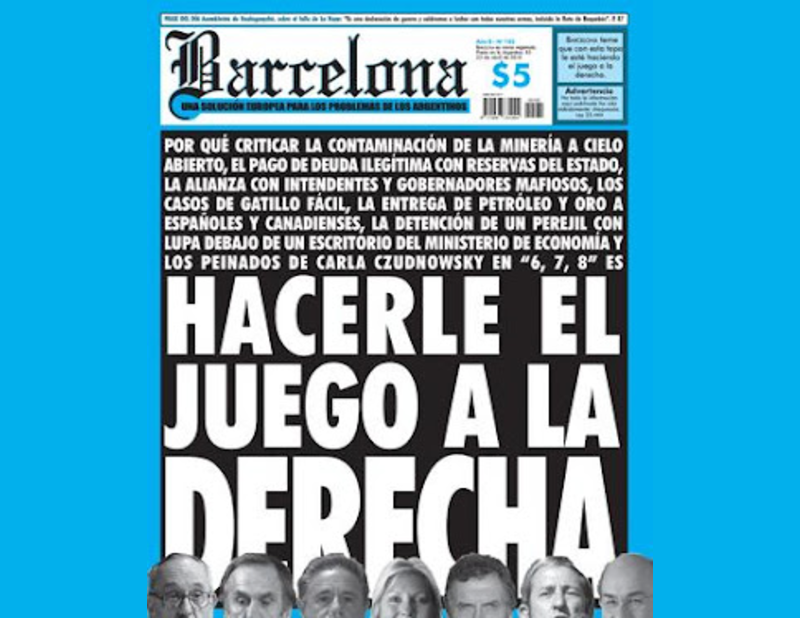 Barcelona
UNA SOLUCIÓN EUROPEA PARA LOS PROBLEMAS DE LOS ARGENTINOS
$5
Barcelona teme
que con esta tapa
le esté haciendo
el juego a la
derecha.
Advertencia
POR QUÉ CRITICAR LA CONTAMINACIÓN DE LA MINERÍA A CIELO
ABIERTO, EL PAGO DE DEUDA ILEGÍTIMA CON RESERVAS DEL ESTADO,
LA ALIANZA CON INTENDENTES Y GOBERNADORES MAFIOSOS, LOS
CASOS DE GATILLO FÁCIL, LA ENTREGA DE PETRÓLEO Y ORO A
ESPAÑOLES Y CANADIENSES, LA DETENCIÓN DE UN PEREJIL CON
LUPA DEBAJO DE UN ESCRITORIO DEL MINISTERIO DE ECONOMÍA Y
LOS PEINADOS DE CARLA CZUDNOWSKY EN “6, 7, 8” ES
HACERLE EL
JUEGO A LA
DERECHA